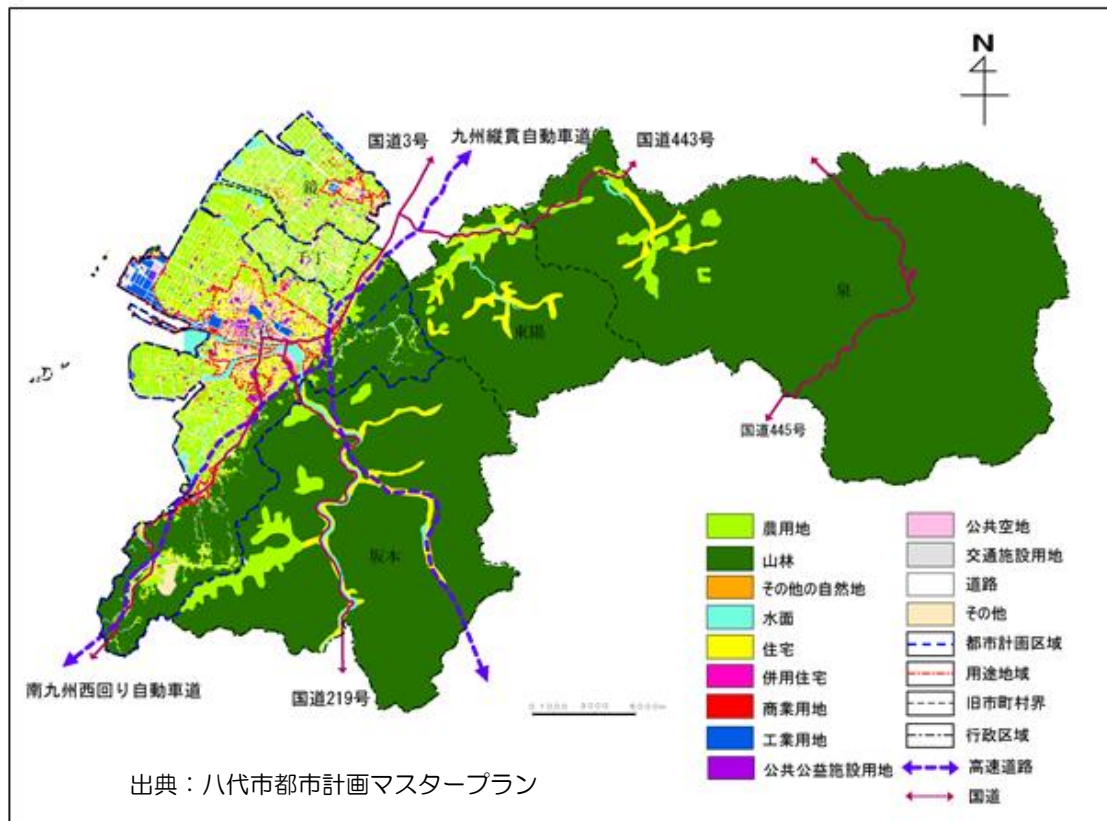 N
国道3号
九州縦貫自動車道
国道443号
鏡
千丁
八代
東陽
泉
国道445号
坂本
南九州西回り自動車道
国道219号
農用地
山林
その他の自然地
水面
住宅
併用住宅
商業用地
工業用地
公共公益施設用地
公共空地
交通施設用地
道路
その他
都市計画区域
用途地域
旧市町村界
行政区域
高速道路
国道
出典：八代市都市計画マスタープラン